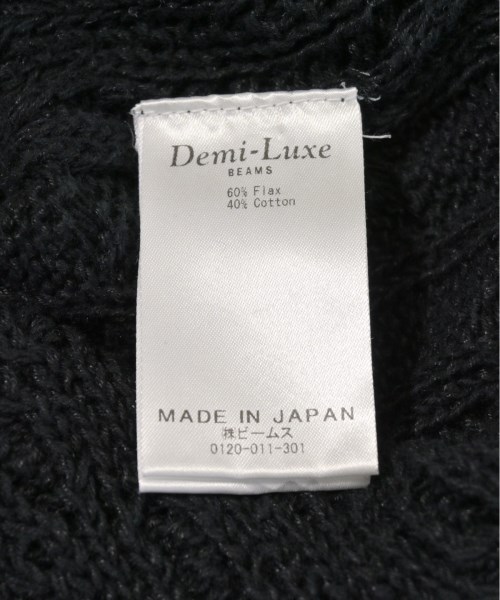 Demi-Luxe
BEAMS
60% Flax
40% Cotton
MADE IN JAPAN
㈱ビームス
0120-011-301